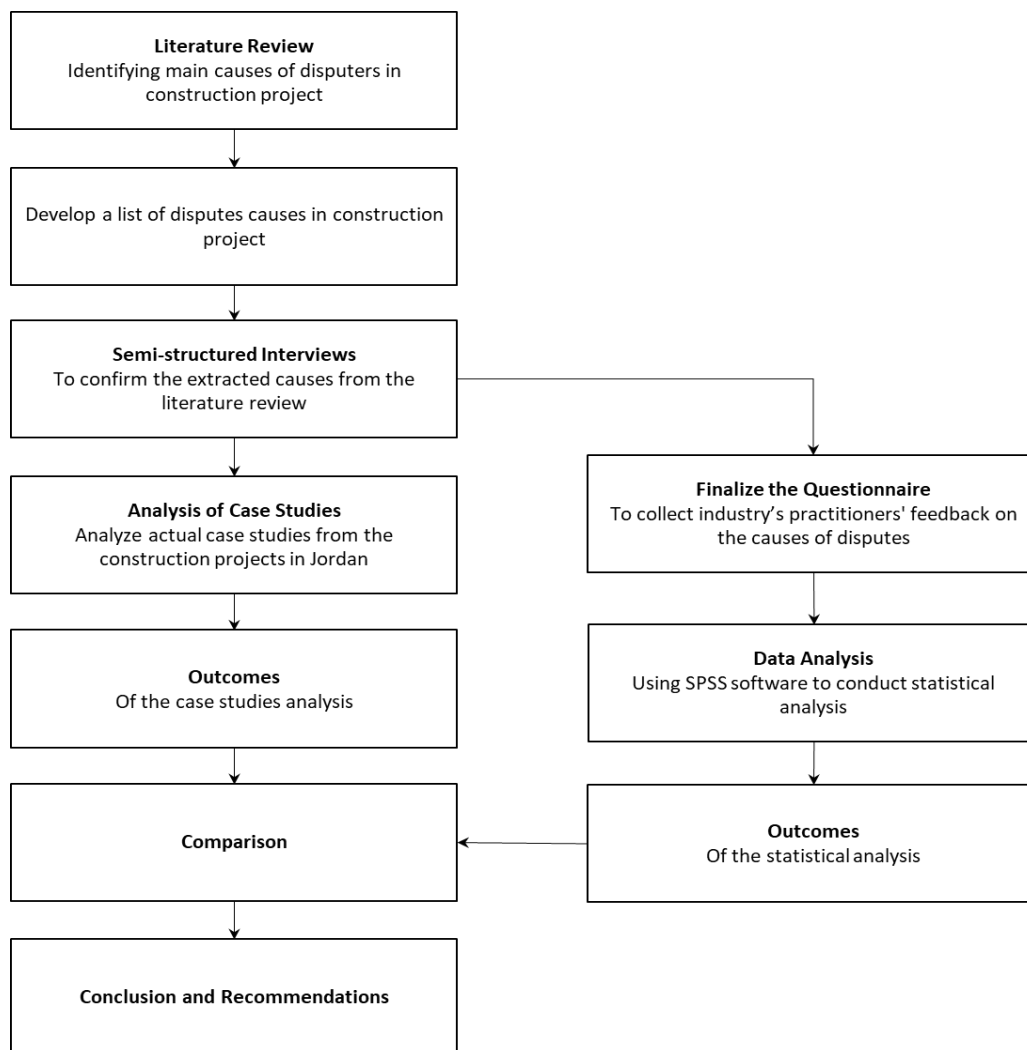 Literature Review
Identifying main causes of disputers in
construction project
Develop a list of disputes causes in construction
project
Semi-structured Interviews
To confirm the extracted causes from the
literature review
Analysis of Case Studies
Analyze actual case studies from the
construction projects in Jordan
Outcomes
Of the case studies analysis
Comparison
Conclusion and Recommendations
Finalize the Questionnaire
To collect industry’s practitioners' feedback on
the causes of disputes
Data Analysis
Using SPSS software to conduct statistical
analysis
Outcomes
Of the statistical analysis